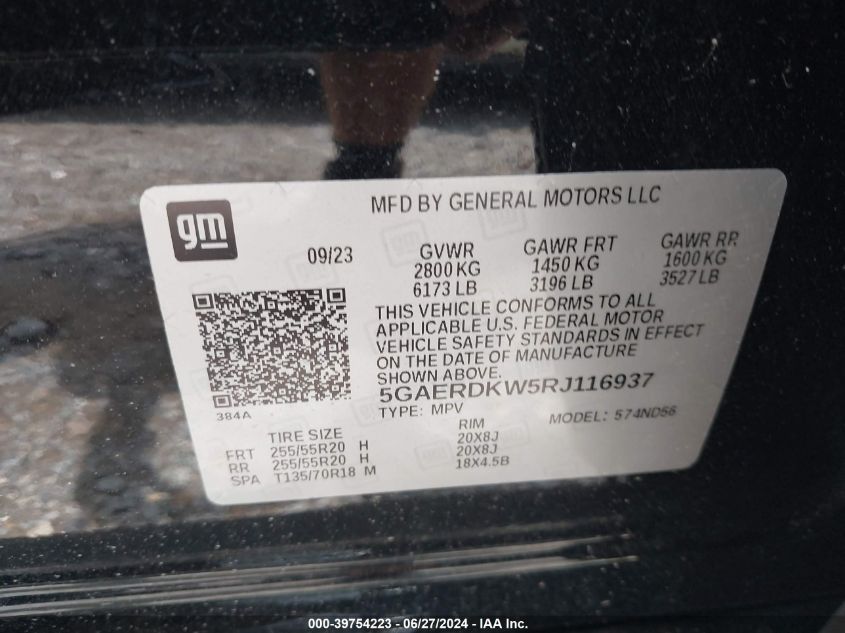 gm
MFD BY GENERAL MOTORS LLC
09/23
GVWR
2800 KG
6173 LB
GAWR FRT
1450 KG
3196 LB
GAWR RR
1600 KG
3527 LB
THIS VEHICLE CONFORMS TO ALL
APPLICABLE U.S. FEDERAL MOTOR
VEHICLE SAFETY STANDARDS IN EFFECT
ON THE DATE OF MANUFACTURE
SHOWN ABOVE.
384A
5GAERDKW5RJ116937
TYPE: MPV
MODEL: 574ND56
TIRE SIZE RIM
FRT 255/55R20 H 20X8J
RR 255/55R20 H 20X8J
SPA T135/70R18 M 18X4.5B
000-39754223 - 06/27/2024 - IAA Inc.